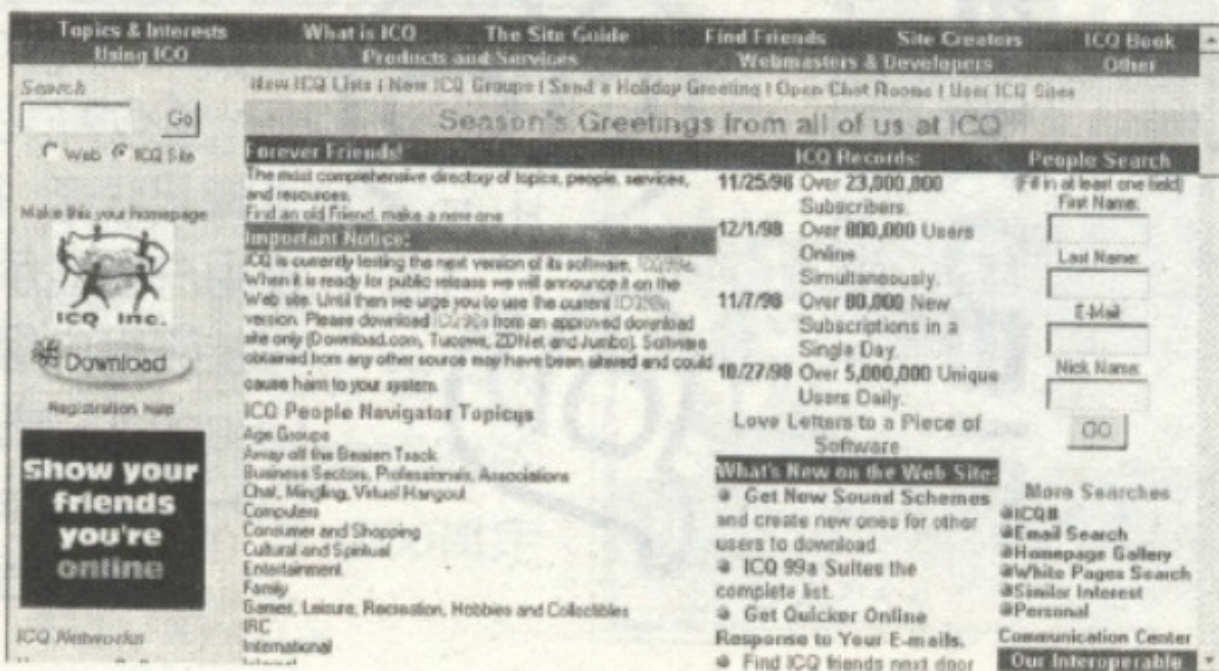 Topics & Interests What is ICQ The Site Guide Find Friends Site Creators ICQ Book
Using ICQ Products and Services Webmasters & Developers Other
New ICQ Lists | New ICQ Groups | Send a Holiday Greeting | Open Chat Rooms | User ICQ Sites
Search
Go
Web ICQ Site
Make this your homepage
ICQ Inc.
Download
Registration Help
Show your
friends
you're
online
ICQ Networks
Season's Greetings from all of us at ICQ
Forever Friends!
The most comprehensive directory of topics, people, services,
and resources.
Find an old Friend, make a new one
Important Notice:
ICQ is currently testing the next version of its software, ICQ99a.
When it is ready for public release we will announce it on the
Web site. Until then we urge you to use the current ICQ98a
version. Please download ICQ98a from an approved download
site only (Download.com, Tucows, ZDNet and Jumbo). Software
obtained from any other source may have been altered and could
cause harm to your system.
ICQ People Navigator Topicqs
Age Groups
Away off the Beaten Track
Business Sectors, Professionals, Associations
Chat, Mingling, Virtual Hangout
Computers
Consumer and Shopping
Cultural and Spiritual
Entertainment
Family
Games, Leisure, Recreation, Hobbies and Collectibles
IRC
International
ICQ Records:
11/25/98 Over 23,000,000
Subscribers.
12/1/98 Over 800,000 Users
Online
Simultaneously.
11/7/98 Over 80,000 New
Subscriptions in a
Single Day.
10/27/98 Over 5,000,000 Unique
Users Daily.
Love Letters to a Piece of
Software
What's New on the Web Site:
Get New Sound Schemes
and create new ones for other
users to download.
ICQ 99a Suites the
complete list.
Get Quicker Online
Response to Your E-mails.
Find ICQ friends next door
People Search
(Fill in at least one field)
First Name:
Last Name:
E-Mail:
Nick Name:
GO
More Searches
ICQ#
Email Search
Homepage Gallery
White Pages Search
Similar Interest
Personal
Communication Center
Our Interoperable